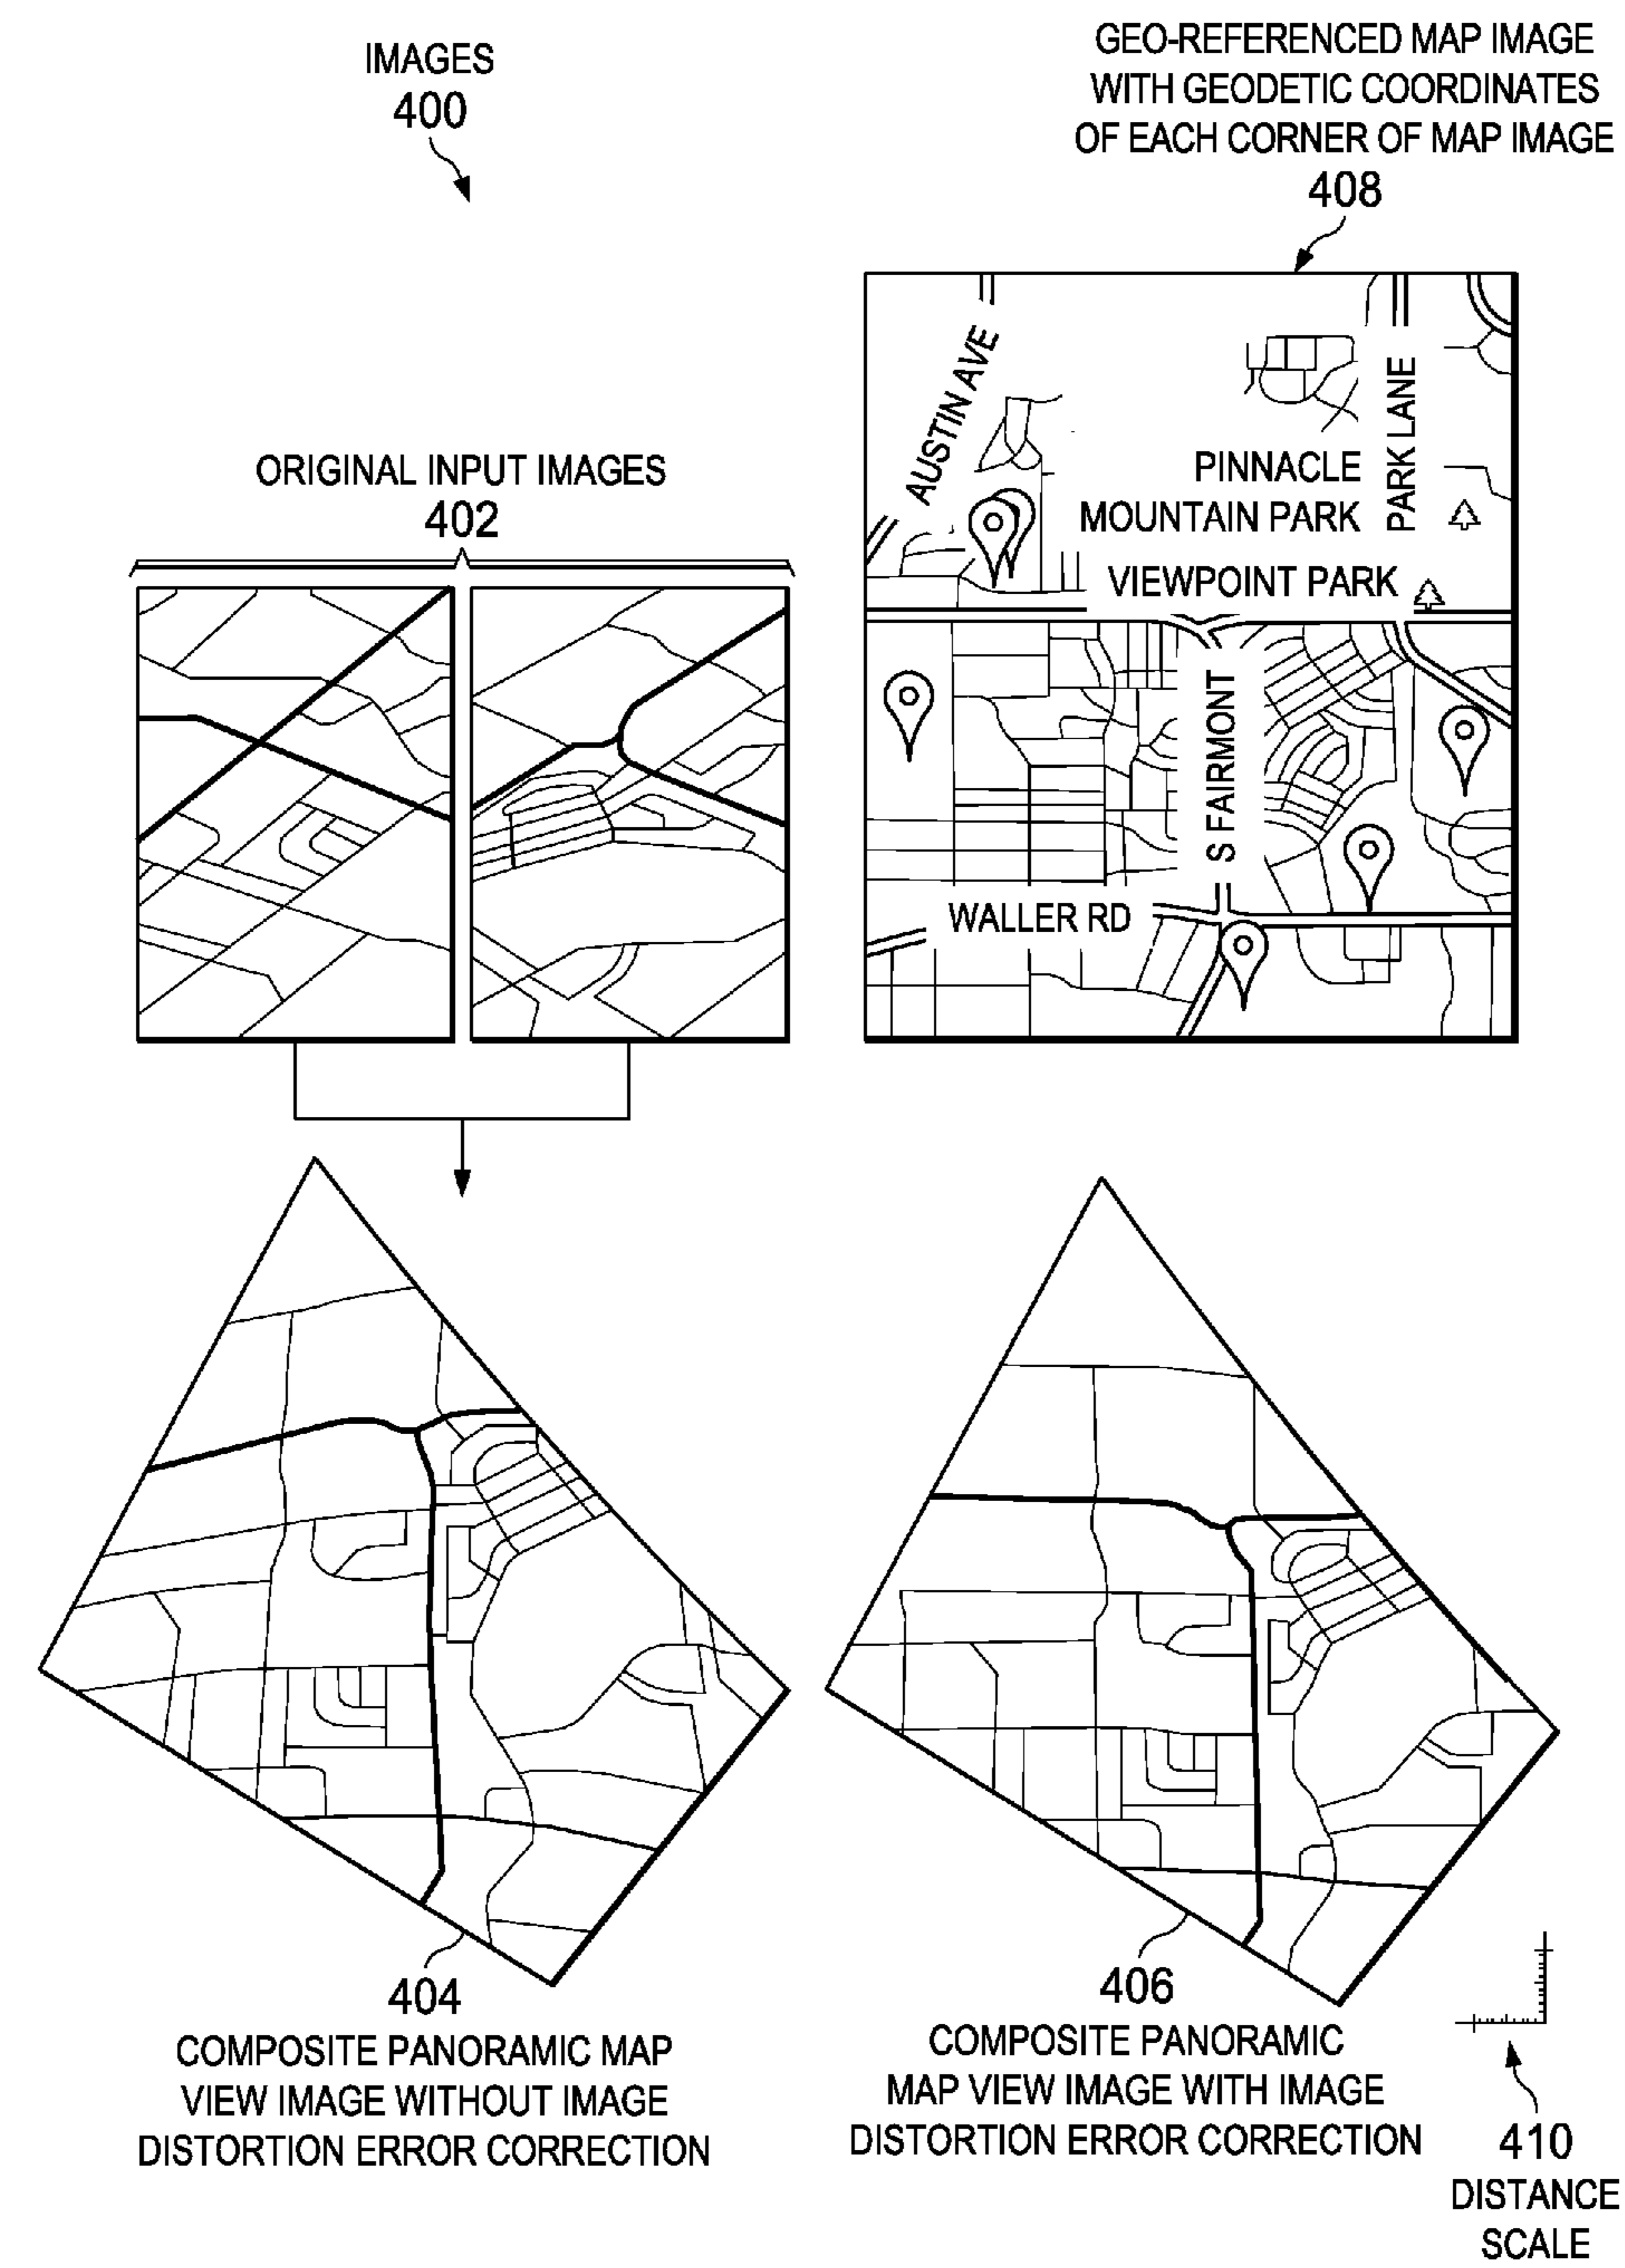 IMAGES
400
GEO-REFERENCED MAP IMAGE
WITH GEODETIC COORDINATES
OF EACH CORNER OF MAP IMAGE
408
ORIGINAL INPUT IMAGES
402
AUSTIN AVE
PARK LANE
PINNACLE
MOUNTAIN PARK
VIEWPOINT PARK
S FAIRMONT
WALLER RD
404
COMPOSITE PANORAMIC MAP
VIEW IMAGE WITHOUT IMAGE
DISTORTION ERROR CORRECTION
406
COMPOSITE PANORAMIC
MAP VIEW IMAGE WITH IMAGE
DISTORTION ERROR CORRECTION
410
DISTANCE
SCALE